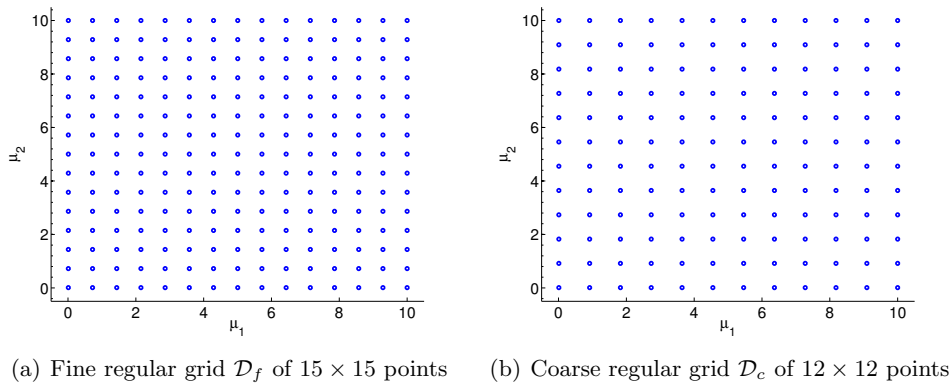 10
8
6
4
2
0
μ2
0 2 4 6 8 10
μ1
10
8
6
4
2
0
μ2
0 2 4 6 8 10
μ1
(a) Fine regular grid 𝒟f of 15 × 15 points
(b) Coarse regular grid 𝒟c of 12 × 12 points